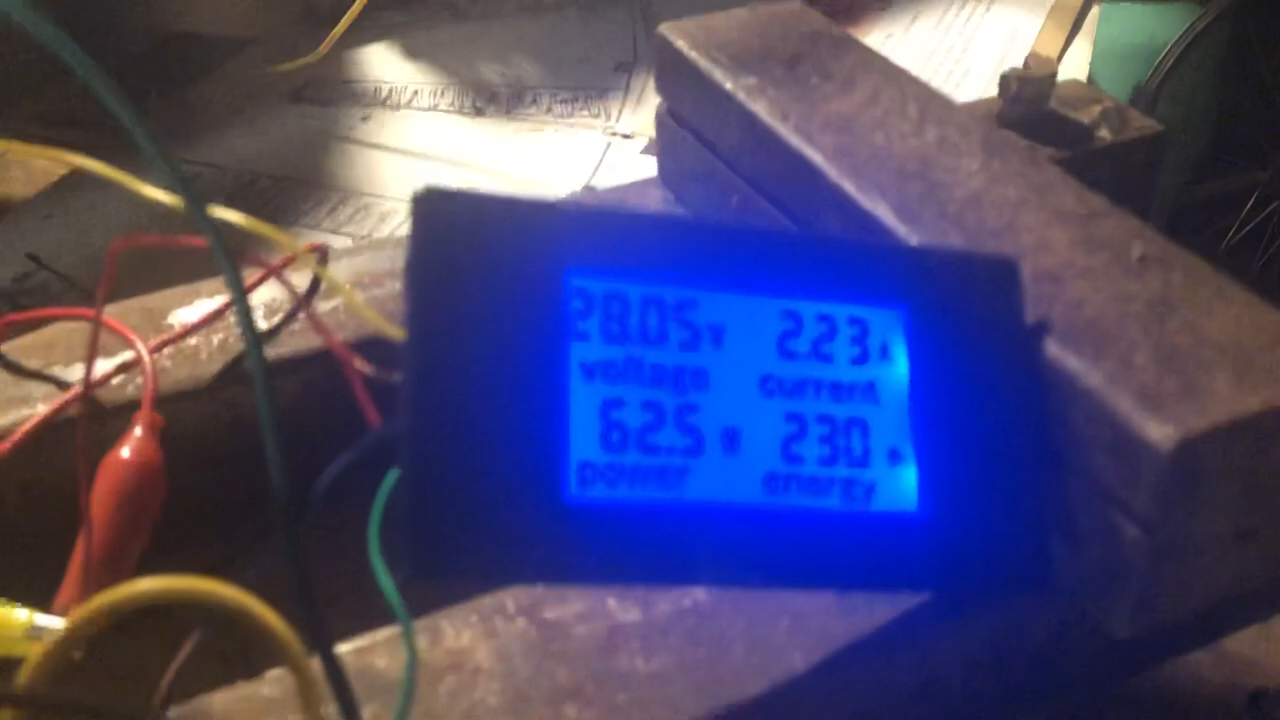 28.05V 2.23A
voltage current
62.5 W 230
power energy